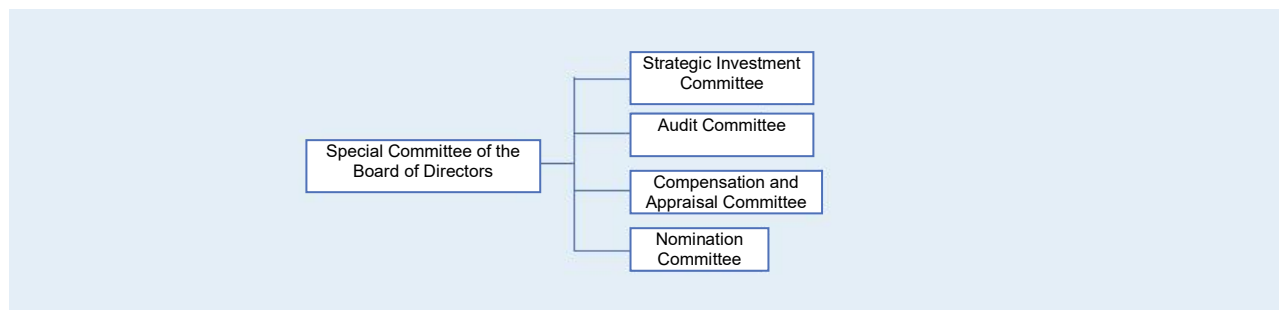 Strategic Investment
Committee
Audit Committee
Special Committee of the
Board of Directors
Compensation and
Appraisal Committee
Nomination
Committee